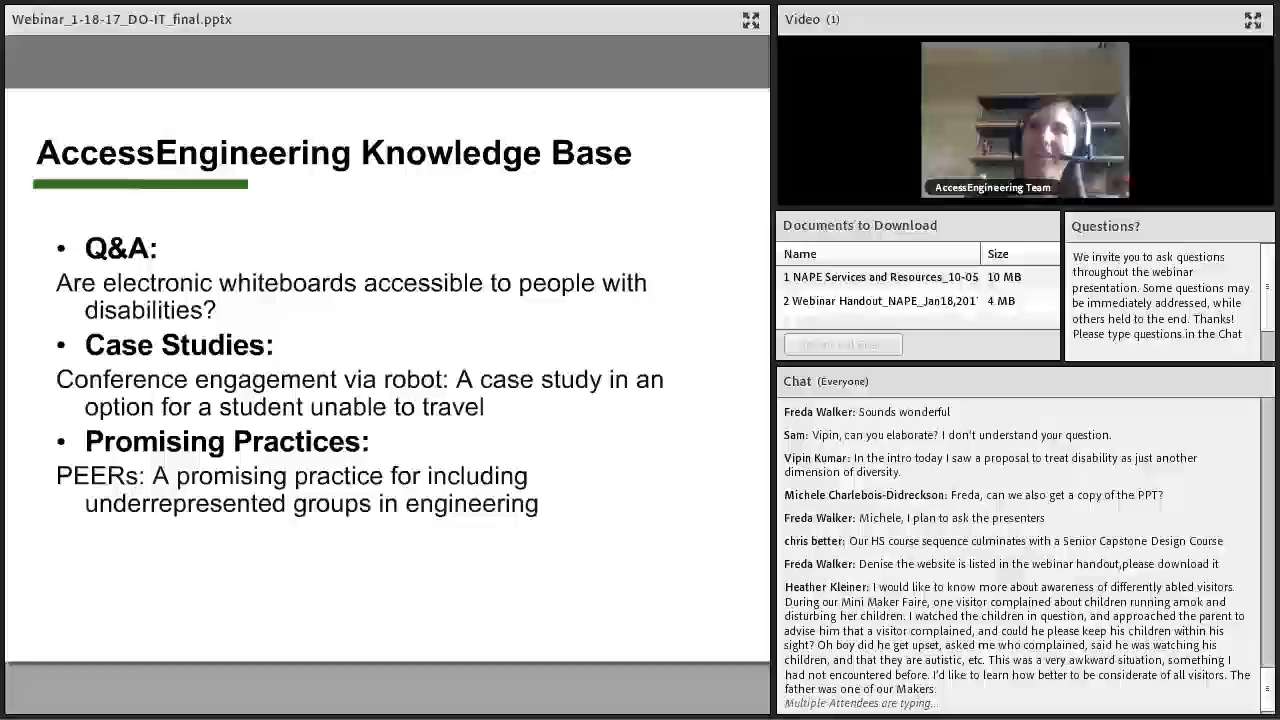 Webinar_1-18-17_DO-IT_final.pptx
AccessEngineering Knowledge Base
• Q&A:
Are electronic whiteboards accessible to people with
disabilities?
• Case Studies:
Conference engagement via robot: A case study in an
option for a student unable to travel
• Promising Practices:
PEERs: A promising practice for including
underrepresented groups in engineering
Video (1)
AccessEngineering Team
Documents to Download
Name Size
1 NAPE Services and Resources_10-05 10 MB
2 Webinar Handout_NAPE_Jan18,201 4 MB
Questions?
We invite you to ask questions
throughout the webinar
presentation. Some questions may
be immediately addressed, while
others held to the end. Thanks!
Please type questions in the Chat
Chat (Everyone)
Freda Walker: Sounds wonderful
Sam: Vipin, can you elaborate? I don't understand your question.
Vipin Kumar: In the intro today I saw a proposal to treat disability as just another
dimension of diversity.
Michele Charlebois-Didreckson: Freda, can we also get a copy of the PPT?
Freda Walker: Michele, I plan to ask the presenters
chris better: Our HS course sequence culminates with a Senior Capstone Design Course
Freda Walker: Denise the website is listed in the webinar handout,please download it
Heather Kleiner: I would like to know more about awareness of differently abled visitors.
During our Mini Maker Faire, one visitor complained about children running amok and
disturbing her children. I watched the children in question, and approached the parent to
advise him that a visitor complained, and could he please keep his children within his
sight? Oh boy did he get upset, asked me who complained, said he was watching his
children, and that they are autistic, etc. This was a very awkward situation, something I
had not encountered before. I'd like to learn how better to be considerate of all visitors. The
father was one of our Makers.
Multiple Attendees are typing...